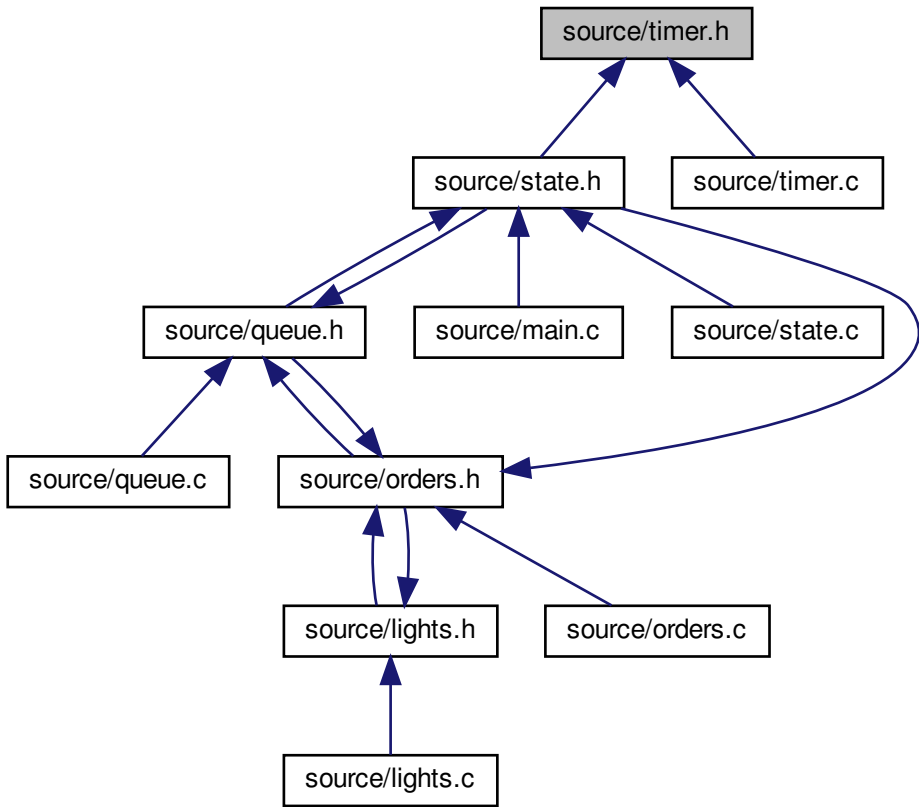 source/timer.h
source/state.h
source/timer.c
source/queue.h
source/main.c
source/state.c
source/queue.c
source/orders.h
source/lights.h
source/orders.c
source/lights.c